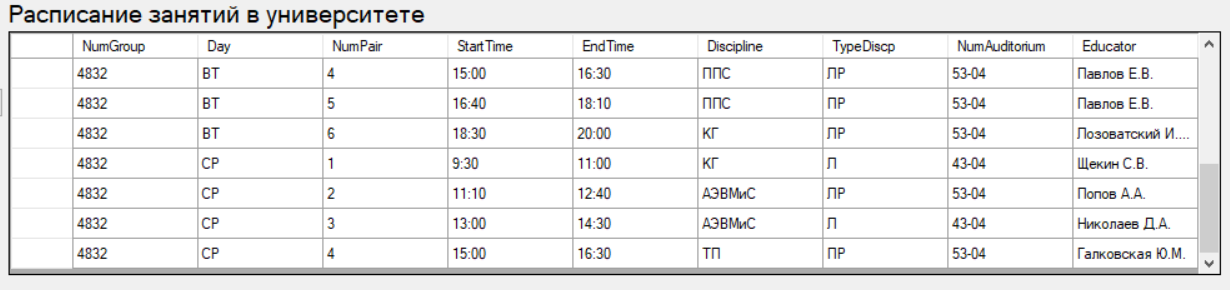 Расписание занятий в университете
NumGroup Day NumPair StartTime EndTime Discipline TypeDiscp NumAuditorium Educator
4832 ВТ 4 15:00 16:30 ППС ЛР 53-04 Павлов Е.В.
4832 ВТ 5 16:40 18:10 ППС ПР 53-04 Павлов Е.В.
4832 ВТ 6 18:30 20:00 КГ ЛР 53-04 Лозоватский И....
4832 СР 1 9:30 11:00 КГ Л 43-04 Щекин С.В.
4832 СР 2 11:10 12:40 АЭВМиС ЛР 53-04 Попов А.А.
4832 СР 3 13:00 14:30 АЭВМиС Л 43-04 Николаев Д.А.
4832 СР 4 15:00 16:30 ТП ПР 53-04 Галковская Ю.М.